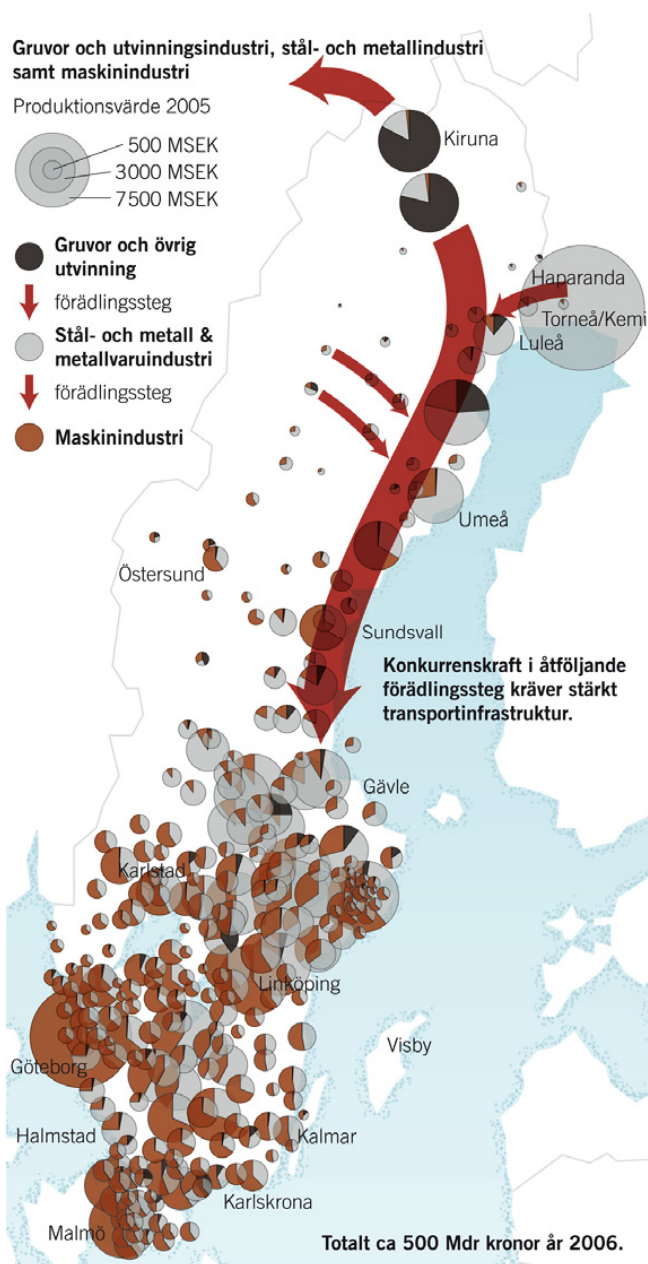 Gruvor och utvinningsindustri, stål- och metallindustri
samt maskinindustri
Produktionsvärde 2005
500 MSEK
3000 MSEK
7500 MSEK
Gruvor och övrig
utvinning
förädlingssteg
Stål- och metall &
metallvaruindustri
förädlingssteg
Maskinindustri
Kiruna
Haparanda
Torneå/Kemi
Luleå
Umeå
Östersund
Sundsvall
Konkurrenskraft i åtföljande
förädlingssteg kräver stärkt
transportinfrastruktur.
Gävle
Karlstad
Linköping
Visby
Göteborg
Halmstad
Kalmar
Karlskrona
Malmö
Totalt ca 500 Mdr kronor år 2006.